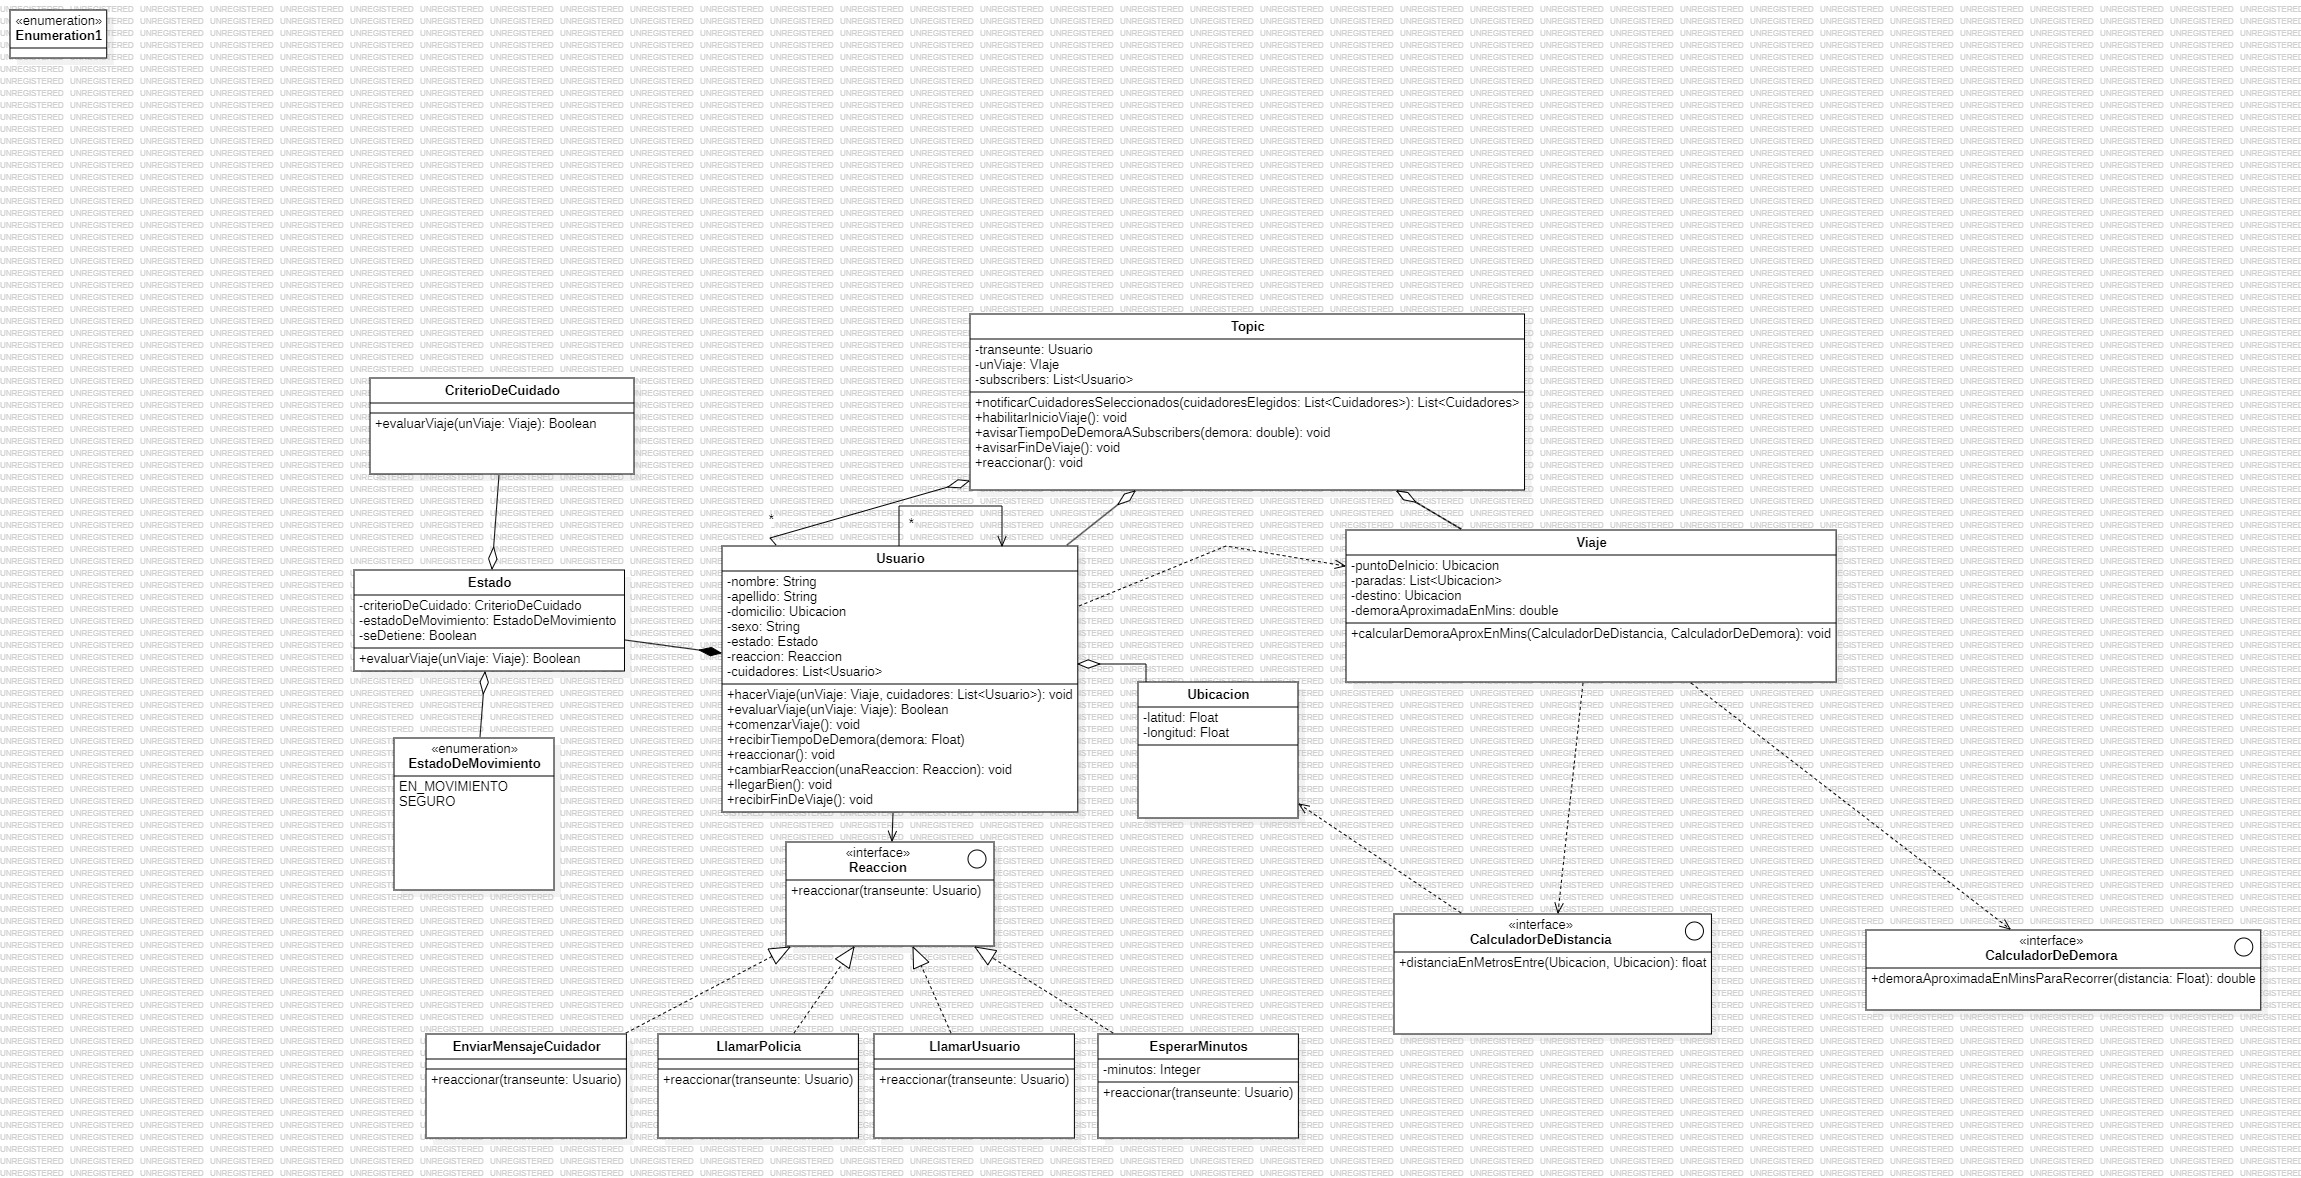 «enumeration»
Enumeration1
Topic
-transeunte: Usuario
-unViaje: VIaje
-subscribers: List<Usuario>
+notificarCuidadoresSeleccionados(cuidadoresElegidos: List<Cuidadores>): List<Cuidadores>
+habilitarInicioViaje(): void
+avisarTiempoDeDemoraASubscribers(demora: double): void
+avisarFinDeViaje(): void
+reaccionar(): void
CriterioDeCuidado
+evaluarViaje(unViaje: Viaje): Boolean
*
*
Estado
-criterioDeCuidado: CriterioDeCuidado
-estadoDeMovimiento: EstadoDeMovimiento
-seDetiene: Boolean
+evaluarViaje(unViaje: Viaje): Boolean
Usuario
-nombre: String
-apellido: String
-domicilio: Ubicacion
-sexo: String
-estado: Estado
-reaccion: Reaccion
-cuidadores: List<Usuario>
+hacerViaje(unViaje: Viaje, cuidadores: List<Usuario>): void
+evaluarViaje(unViaje: Viaje): Boolean
+comenzarViaje(): void
+recibirTiempoDeDemora(demora: Float)
+reaccionar(): void
+cambiarReaccion(unaReaccion: Reaccion): void
+llegarBien(): void
+recibirFinDeViaje(): void
Viaje
-puntoDeInicio: Ubicacion
-paradas: List<Ubicacion>
-destino: Ubicacion
-demoraAproximadaEnMins: double
+calcularDemoraAproxEnMins(CalculadorDeDistancia, CalculadorDeDemora): void
Ubicacion
-latitud: Float
-longitud: Float
«enumeration»
EstadoDeMovimiento
EN_MOVIMIENTO
SEGURO
«interface»
Reaccion
+reaccionar(transeunte: Usuario)
«interface»
CalculadorDeDistancia
+distanciaEnMetrosEntre(Ubicacion, Ubicacion): float
«interface»
CalculadorDeDemora
+demoraAproximadaEnMinsParaRecorrer(distancia: Float): double
EnviarMensajeCuidador
+reaccionar(transeunte: Usuario)
LlamarPolicia
+reaccionar(transeunte: Usuario)
LlamarUsuario
+reaccionar(transeunte: Usuario)
EsperarMinutos
-minutos: Integer
+reaccionar(transeunte: Usuario)
UNREGISTERED